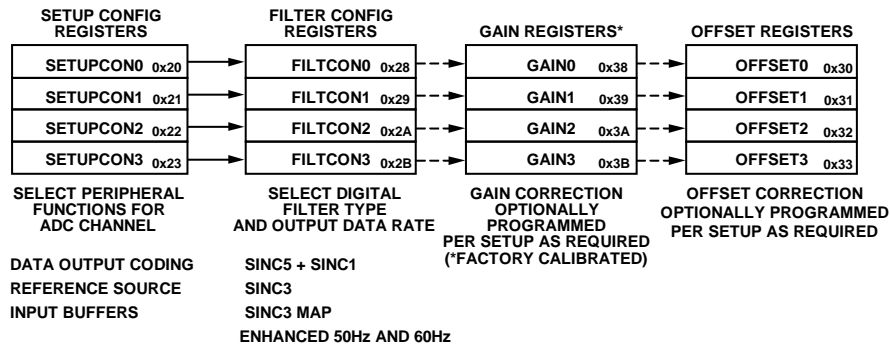 SETUP CONFIG
REGISTERS
SETUPCON0 0x20
SETUPCON1 0x21
SETUPCON2 0x22
SETUPCON3 0x23
SELECT PERIPHERAL
FUNCTIONS FOR
ADC CHANNEL
DATA OUTPUT CODING
REFERENCE SOURCE
INPUT BUFFERS
FILTER CONFIG
REGISTERS
FILTCON0 0x28
FILTCON1 0x29
FILTCON2 0x2A
FILTCON3 0x2B
SELECT DIGITAL
FILTER TYPE
AND OUTPUT DATA RATE
SINC5 + SINC1
SINC3
SINC3 MAP
ENHANCED 50Hz AND 60Hz
GAIN REGISTERS*
GAIN0 0x38
GAIN1 0x39
GAIN2 0x3A
GAIN3 0x3B
GAIN CORRECTION
OPTIONALLY
PROGRAMMED
PER SETUP AS REQUIRED
(*FACTORY CALIBRATED)
OFFSET REGISTERS
OFFSET0 0x30
OFFSET1 0x31
OFFSET2 0x32
OFFSET3 0x33
OFFSET CORRECTION
OPTIONALLY PROGRAMMED
PER SETUP AS REQUIRED